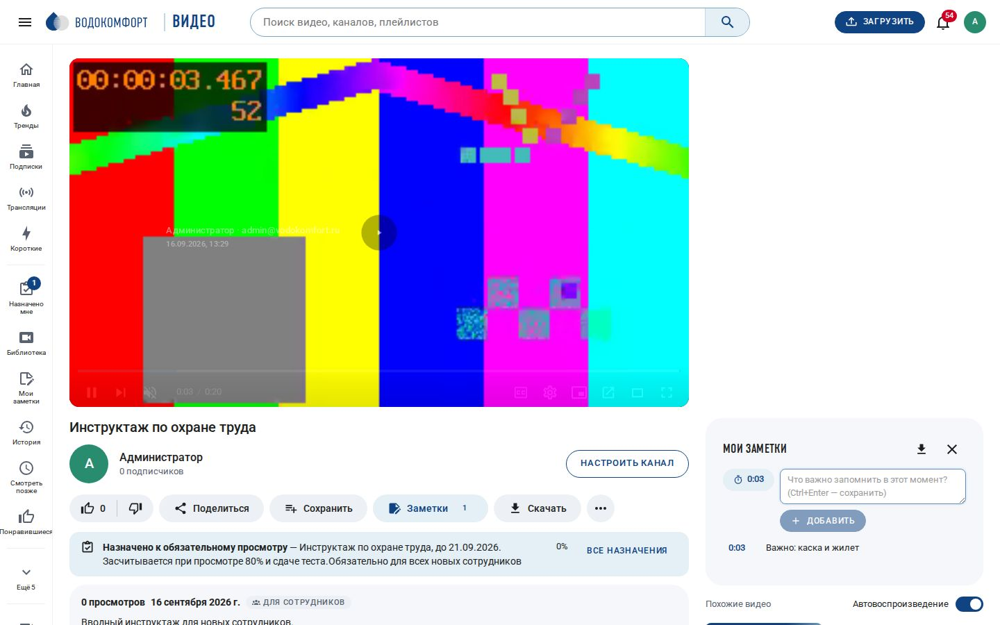 ВОДОКОМФОРТ
ВИДЕО
Поиск видео, каналов, плейлистов
ЗАГРУЗИТЬ
54
A
Главная
Тренды
Подписки
Трансляции
Короткие
1
Назначено
мне
Библиотека
Мои
заметки
История
Смотреть
позже
Понравившиеся
Ещё 5
00:00:03.467
52
Администратор admin@vodokomfort.ru
16.09.2026, 13:29
0:03 / 0:20
Инструктаж по охране труда
A
Администратор
0 подписчиков
НАСТРОИТЬ КАНАЛ
0
Поделиться
Сохранить
Заметки 1
Скачать
Назначено к обязательному просмотру — Инструктаж по охране труда, до 21.09.2026.
Засчитывается при просмотре 80% и сдаче теста.Обязательно для всех новых сотрудников
0%
ВСЕ НАЗНАЧЕНИЯ
0 просмотров 16 сентября 2026 г. ДЛЯ СОТРУДНИКОВ
Вводный инструктаж для новых сотрудников.
МОИ ЗАМЕТКИ
0:03
Что важно запомнить в этот момент?
(Ctrl+Enter — сохранить)
ДОБАВИТЬ
0:03 Важно: каска и жилет
Похожие видео
Автовоспроизведение